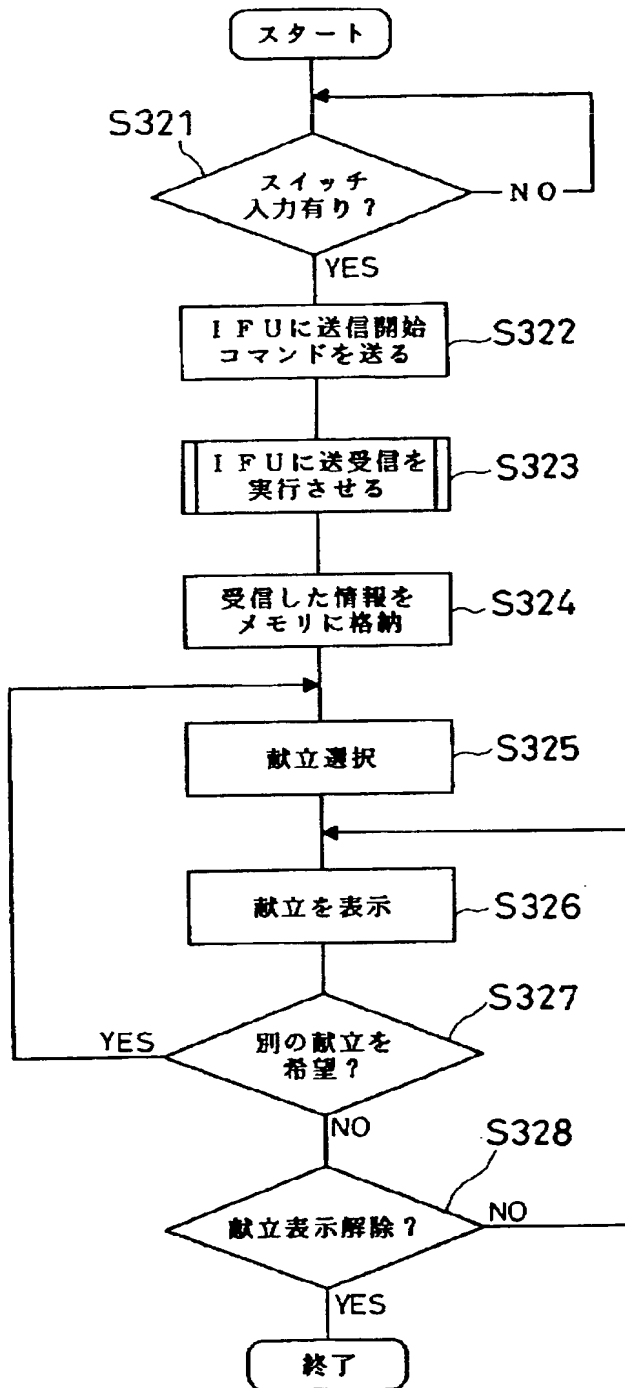 スタート
S321
スイッチ
入力有り？
NO
YES
IFUに送信開始
コマンドを送る
S322
IFUに送受信を
実行させる
S323
受信した情報を
メモリに格納
S324
献立選択
S325
献立を表示
S326
S327
別の献立を
希望？
YES
NO
S328
献立表示解除？
NO
YES
終了